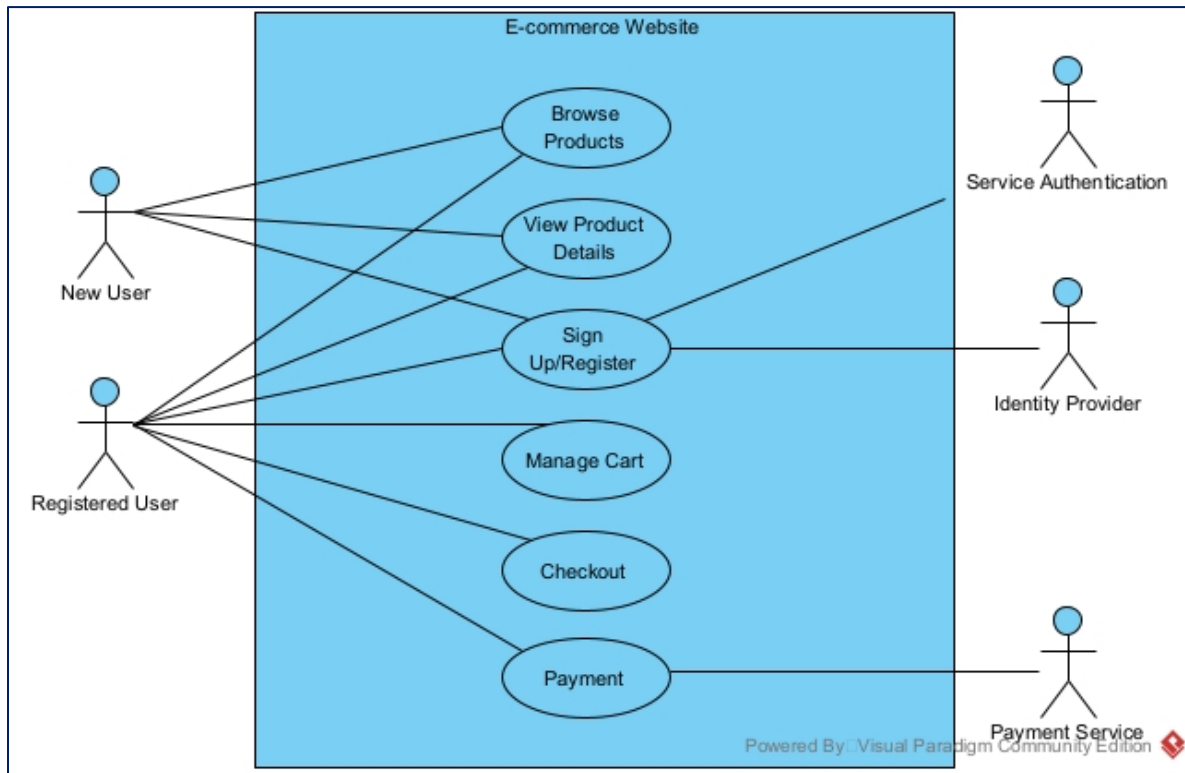 E-commerce Website
Browse
Products
Service Authentication
View Product
Details
New User
Sign
Up/Register
Identity Provider
Manage Cart
Registered User
Checkout
Payment
Payment Service
Powered By Visual Paradigm Community Edition